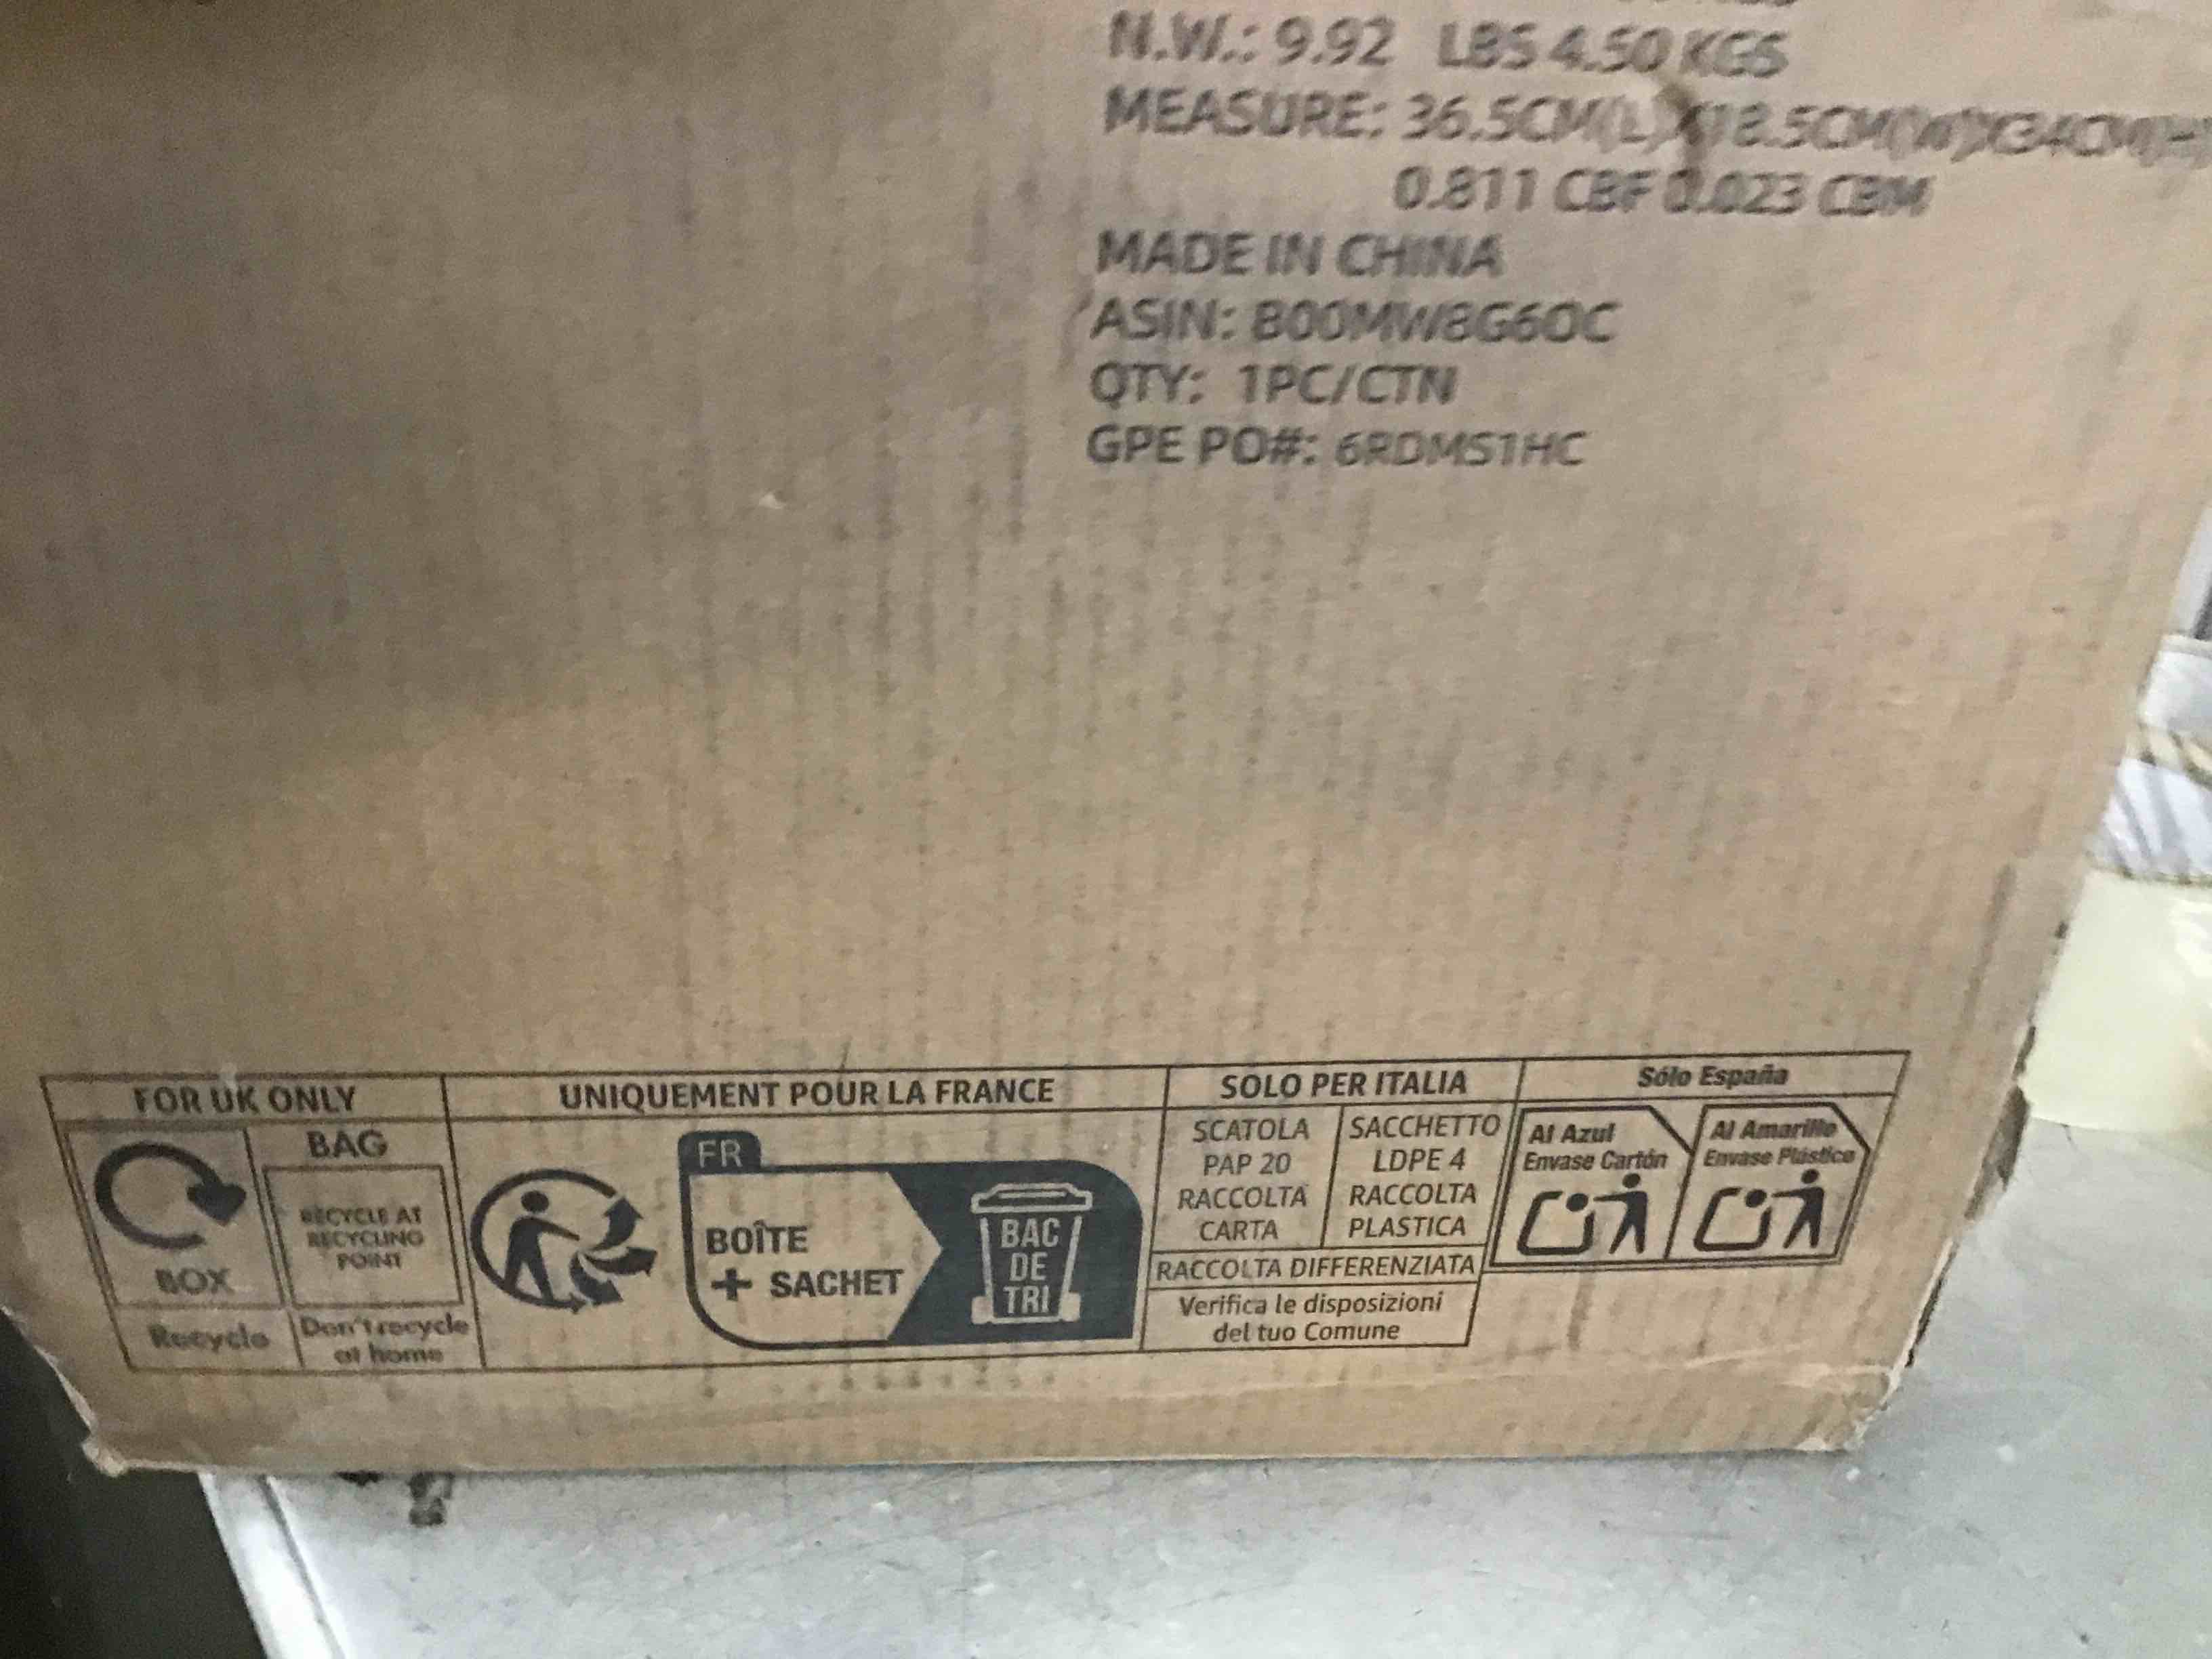 N.W.: 9.92 LBS 4.50 KGS
MEASURE: 36.5CM(L)X18.5CM(W)X34CM(H)
0.811 CBF 0.023 CBM
MADE IN CHINA
ASIN: B00MW8G6OC
QTY: 1PC/CTN
GPE PO#: 6RDMS1HC
FOR UK ONLY
BOX
Recycle
BAG
RECYCLE AT
RECYCLING
POINT
Don't recycle
at home
UNIQUEMENT POUR LA FRANCE
FR
BOÎTE
+ SACHET
BAC
DE
TRI
SOLO PER ITALIA
SCATOLA
PAP 20
RACCOLTA
CARTA
SACCHETTO
LDPE 4
RACCOLTA
PLASTICA
RACCOLTA DIFFERENZIATA
Verifica le disposizioni
del tuo Comune
Sólo España
Al Azul
Envase Cartón
Al Amarillo
Envase Plástico